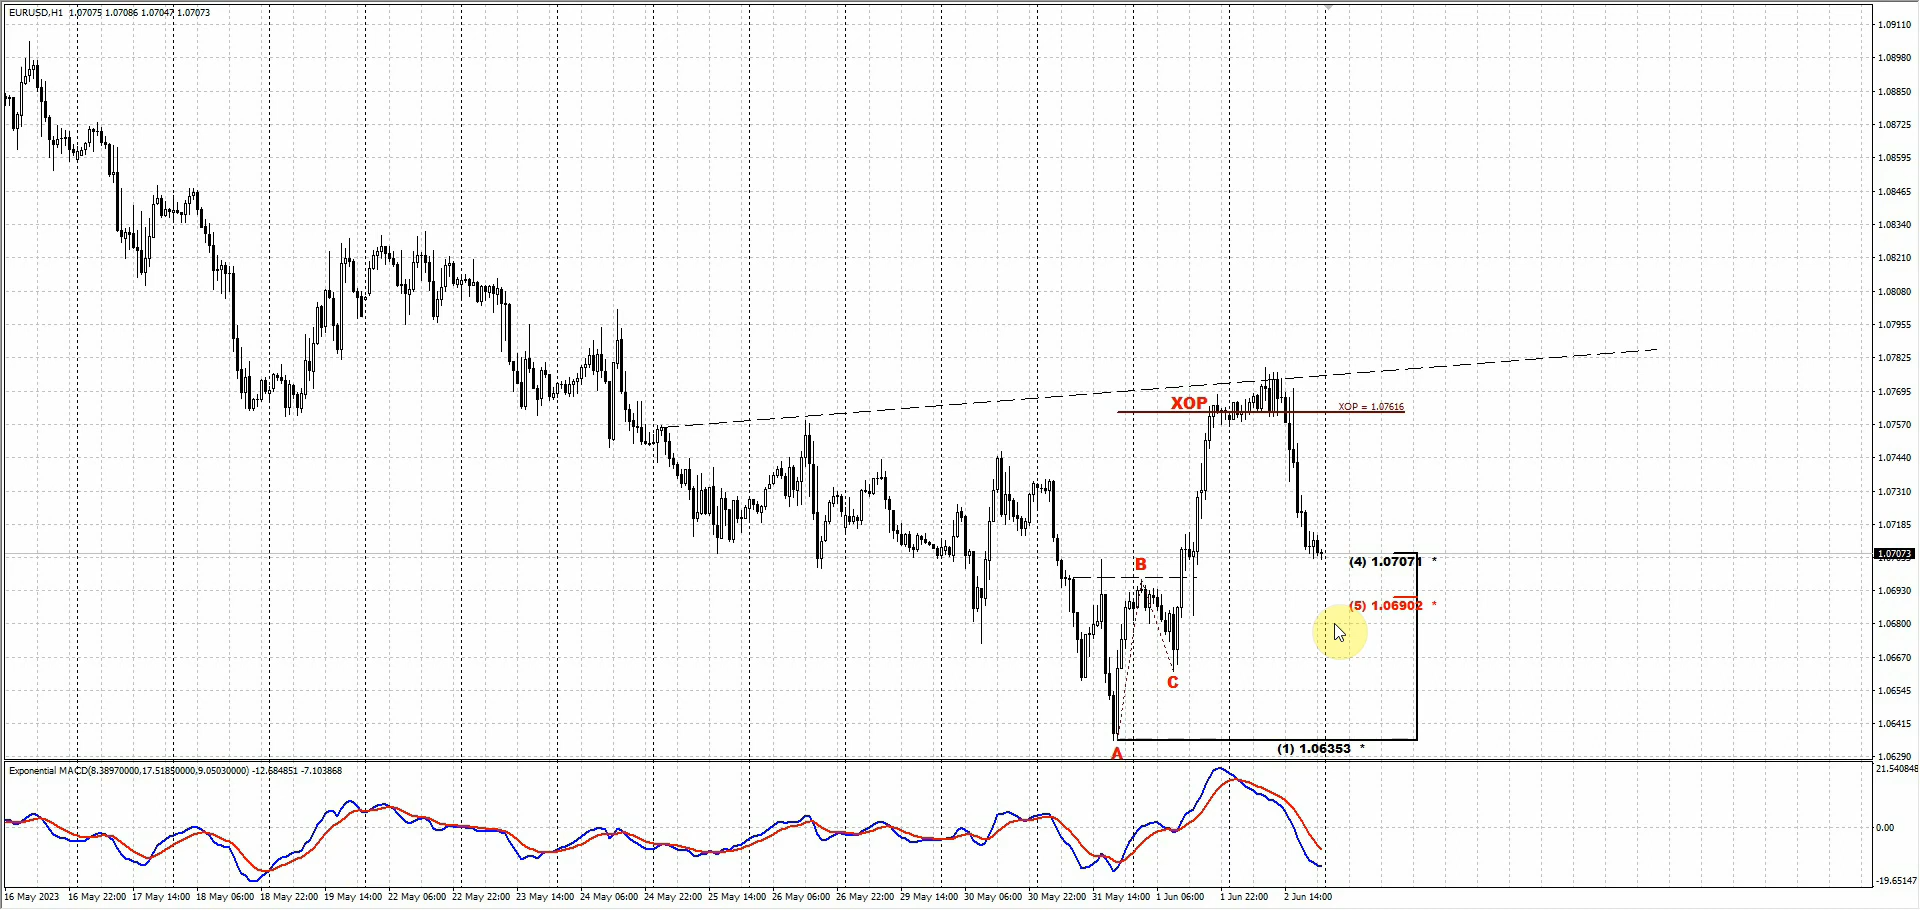 EURUSD,H1 1.07075 1.07086 1.07047 1.07073
1.09110
1.08980
1.08850
1.08725
1.08595
1.08465
1.08340
1.08210
1.08080
1.07955
1.07825
1.07695
XOP
XOP = 1.07616
1.07570
1.07440
1.07310
1.07185
1.07073
(4) 1.07071 *
B
1.06930
(5) 1.06902 *
1.06800
1.06670
C
1.06545
1.06415
(1) 1.06353 *
A
1.06290
Exponential MACD(8.38970000,17.51850000,9.05030000) -12.684851 -7.103868
21.540848
0.00
-19.65147
16 May 2023 16 May 22:00 17 May 14:00 18 May 06:00 18 May 22:00 19 May 14:00 22 May 06:00 22 May 22:00 23 May 14:00 24 May 06:00 24 May 22:00 25 May 14:00 26 May 06:00 26 May 22:00 29 May 14:00 30 May 06:00 30 May 22:00 31 May 14:00 1 Jun 06:00 1 Jun 22:00 2 Jun 14:00